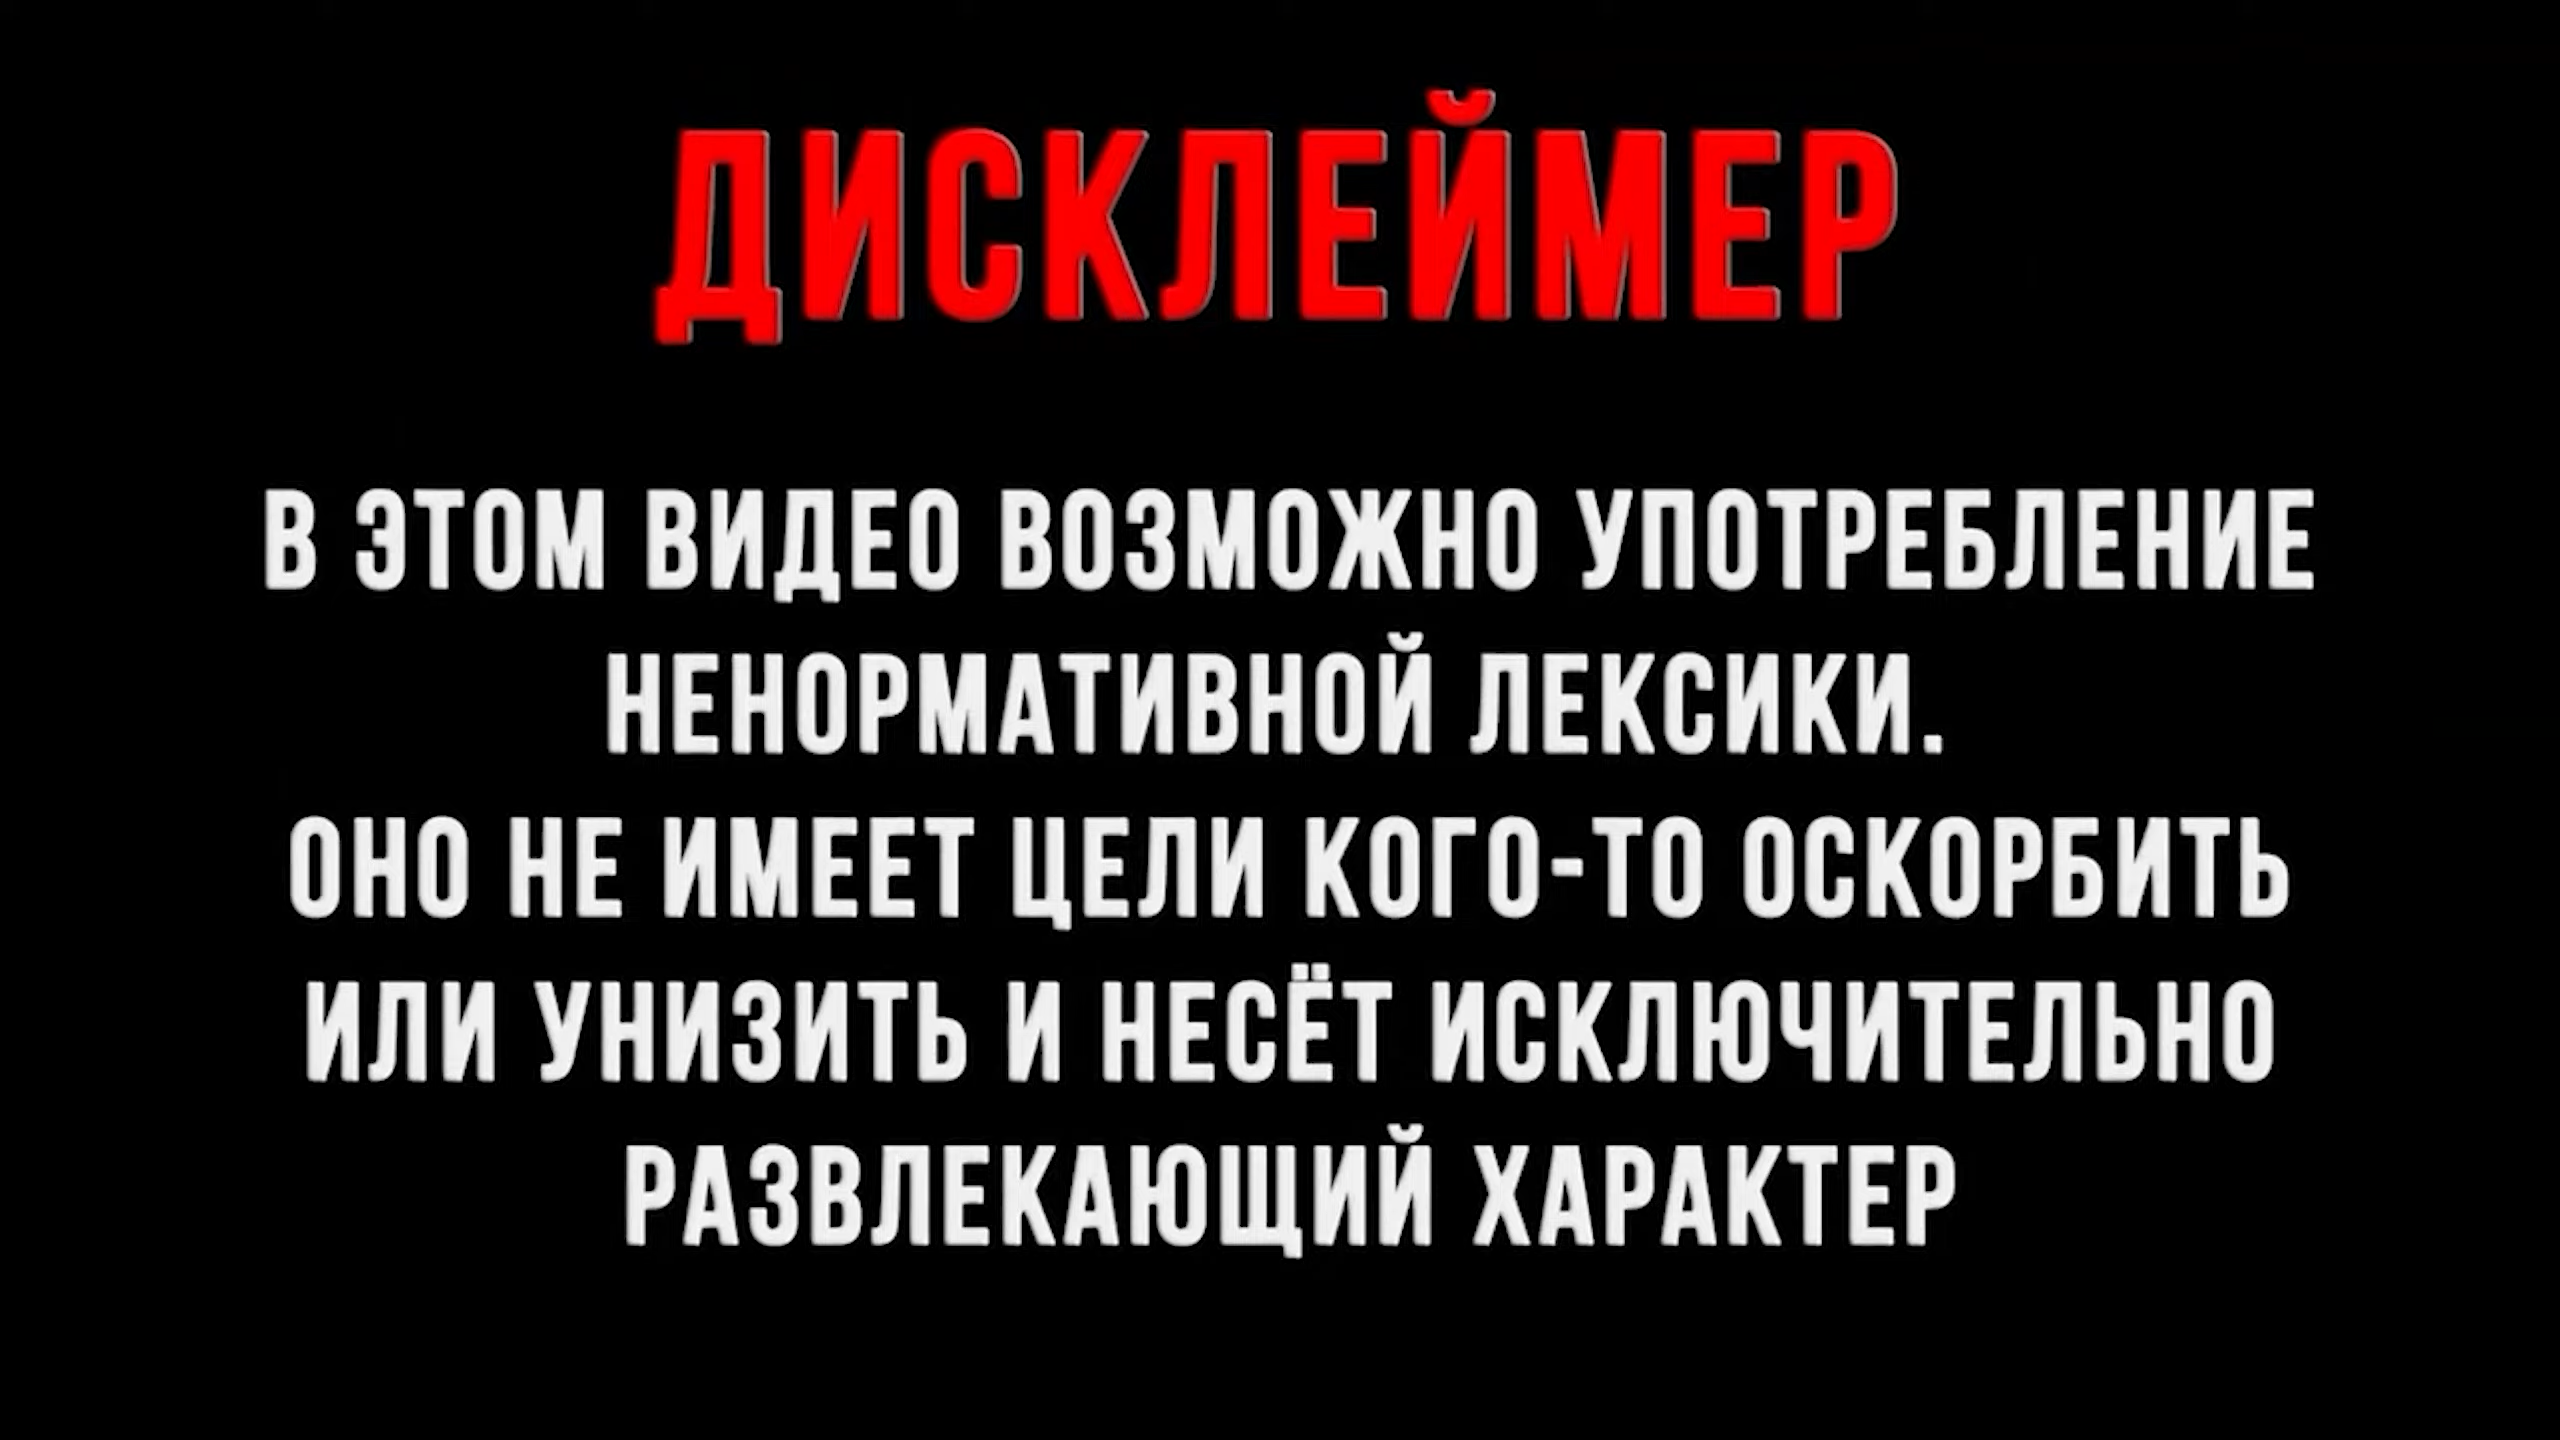 ДИСКЛЕЙМЕР
В ЭТОМ ВИДЕО ВОЗМОЖНО УПОТРЕБЛЕНИЕ
НЕНОРМАТИВНОЙ ЛЕКСИКИ.
ОНО НЕ ИМЕЕТ ЦЕЛИ КОГО-ТО ОСКОРБИТЬ
ИЛИ УНИЗИТЬ И НЕСЁТ ИСКЛЮЧИТЕЛЬНО
РАЗВЛЕКАЮЩИЙ ХАРАКТЕР